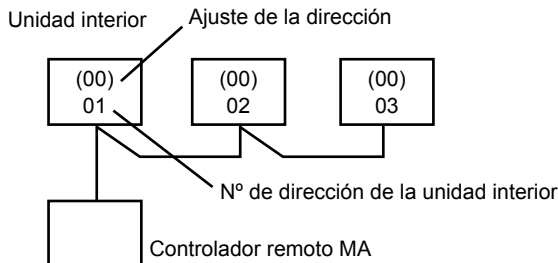 Unidad interior
Ajuste de la dirección
(00)
01
(00)
02
(00)
03
Nº de dirección de la unidad interior
Controlador remoto MA